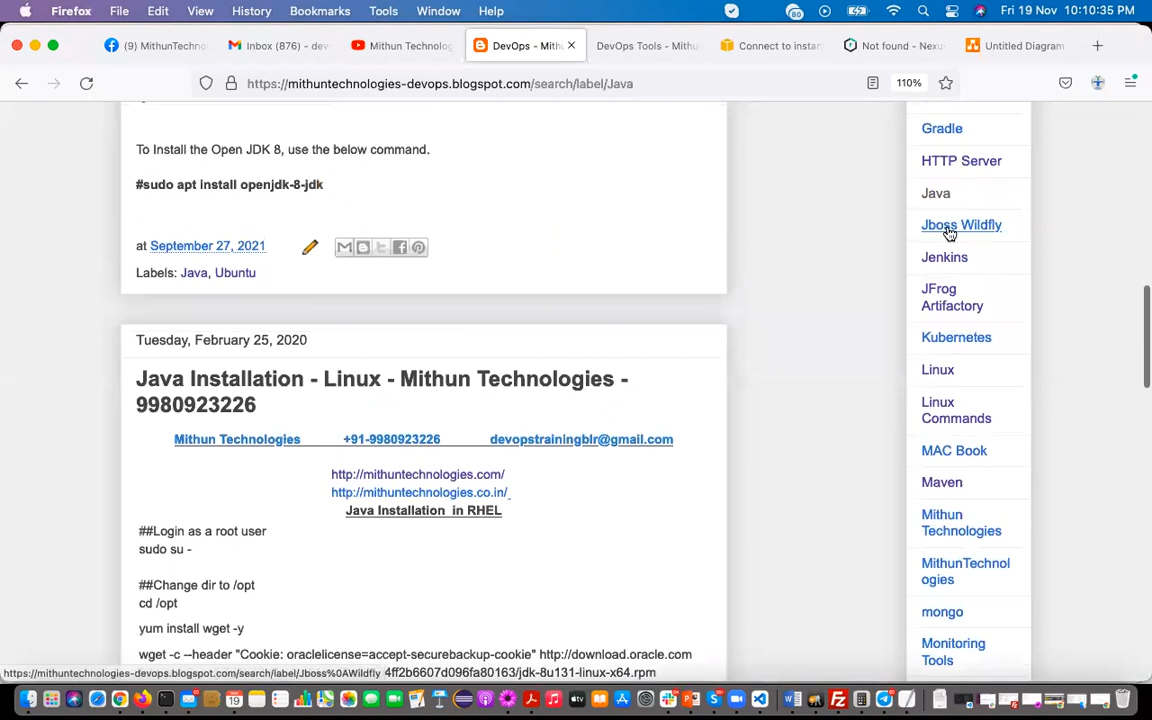 Firefox File Edit View History Bookmarks Tools Window Help Fri 19 Nov 10:10:35 PM
(9) MithunTechno Inbox (876) - dev Mithun Technolog DevOps - Mith DevOps Tools - Mithu Connect to instan Not found - Nexus Untitled Diagram
https://mithuntechnologies-devops.blogspot.com/search/label/Java 110%
To Install the Open JDK 8, use the below command.
#sudo apt install openjdk-8-jdk
at September 27, 2021
Labels: Java, Ubuntu
Tuesday, February 25, 2020
Java Installation - Linux - Mithun Technologies -
9980923226
Mithun Technologies +91-9980923226 devopstrainingblr@gmail.com
http://mithuntechnologies.com/
http://mithuntechnologies.co.in/
Java Installation in RHEL
##Login as a root user
sudo su -
##Change dir to /opt
cd /opt
yum install wget -y
wget -c --header "Cookie: oraclelicense=accept-securebackup-cookie" http://download.oracle.com
4ff2b6607d096fa80163/jdk-8u131-linux-x64.rpm
Gradle
HTTP Server
Java
Jboss Wildfly
Jenkins
JFrog
Artifactory
Kubernetes
Linux
Linux
Commands
MAC Book
Maven
Mithun
Technologies
MithunTechnol
ogies
mongo
Monitoring
Tools
https://mithuntechnologies-devops.blogspot.com/search/label/Jboss%0AWildfly